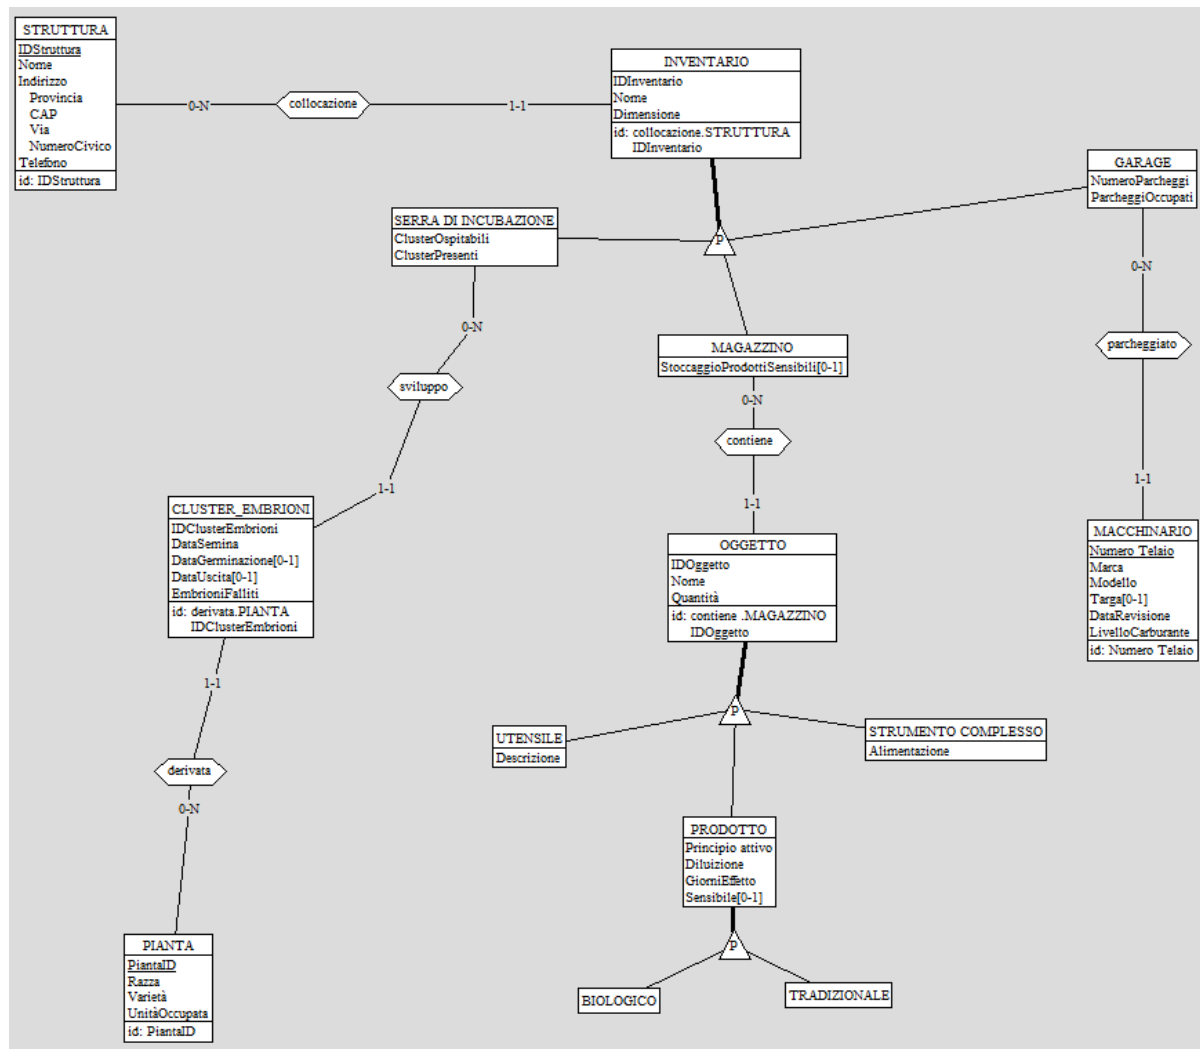 STRUTTURA
IDStruttura
Nome
Indirizzo
Provincia
CAP
Via
NumeroCivico
Telefono
id: IDStruttura
0-N
collocazione
1-1
INVENTARIO
IDInventario
Nome
Dimensione
id: collocazione.STRUTTURA
IDInventario
GARAGE
NumeroParcheggi
ParcheggiOccupati
SERRA DI INCUBAZIONE
ClusterOspitabili
ClusterPresenti
P
0-N
0-N
MAGAZZINO
StoccaggioProdottiSensibili[0-1]
parcheggiato
sviluppo
0-N
contiene
1-1
1-1
1-1
CLUSTER_EMBRIONI
IDClusterEmbrioni
DataSemina
DataGerminazione[0-1]
DataUscita[0-1]
EmbrioniFalliti
id: derivata.PIANTA
IDClusterEmbrioni
OGGETTO
IDOggetto
Nome
Quantità
id: contiene .MAGAZZINO
IDOggetto
MACCHINARIO
Numero Telaio
Marca
Modello
Targa[0-1]
DataRevisione
LivelloCarburante
id: Numero Telaio
1-1
P
UTENSILE
Descrizione
STRUMENTO COMPLESSO
Alimentazione
derivata
0-N
PRODOTTO
Principio attivo
Diluizione
GiorniEffetto
Sensibile[0-1]
P
PIANTA
PiantaID
Razza
Varietà
UnitàOccupata
id: PiantaID
BIOLOGICO
TRADIZIONALE